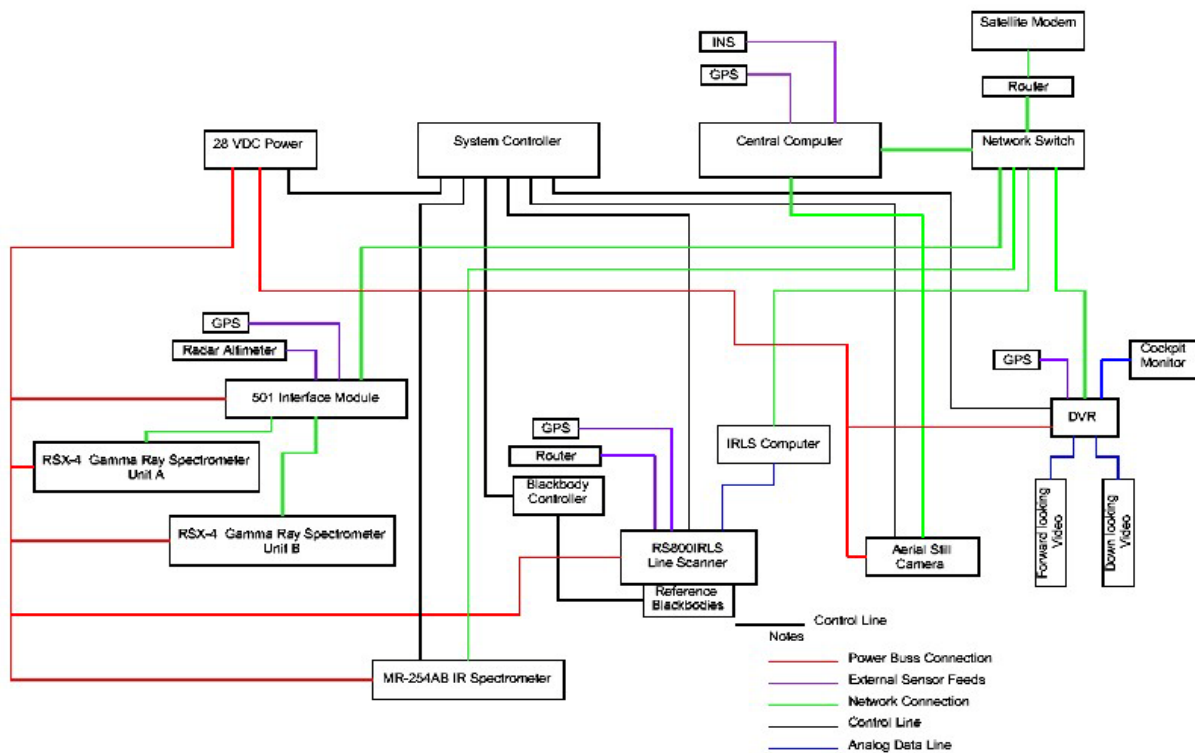 Satellite Modem
INS
GPS
Router
28 VDC Power
System Controller
Central Computer
Network Switch
GPS
Radar Altimeter
GPS
Cockpit
Monitor
501 Interface Module
DVR
GPS
IRLS Computer
Router
RSX-4 Gamma Ray Spectrometer
Unit A
Blackbody
Controller
RSX-4 Gamma Ray Spectrometer
Unit B
Forward looking
Video
Down looking
Video
RS800IRLS
Line Scanner
Aerial Still
Camera
Reference
Blackbodies
Control Line
Notes
MR-254AB IR Spectrometer
Power Buss Connection
External Sensor Feeds
Network Connection
Control Line
Analog Data Line